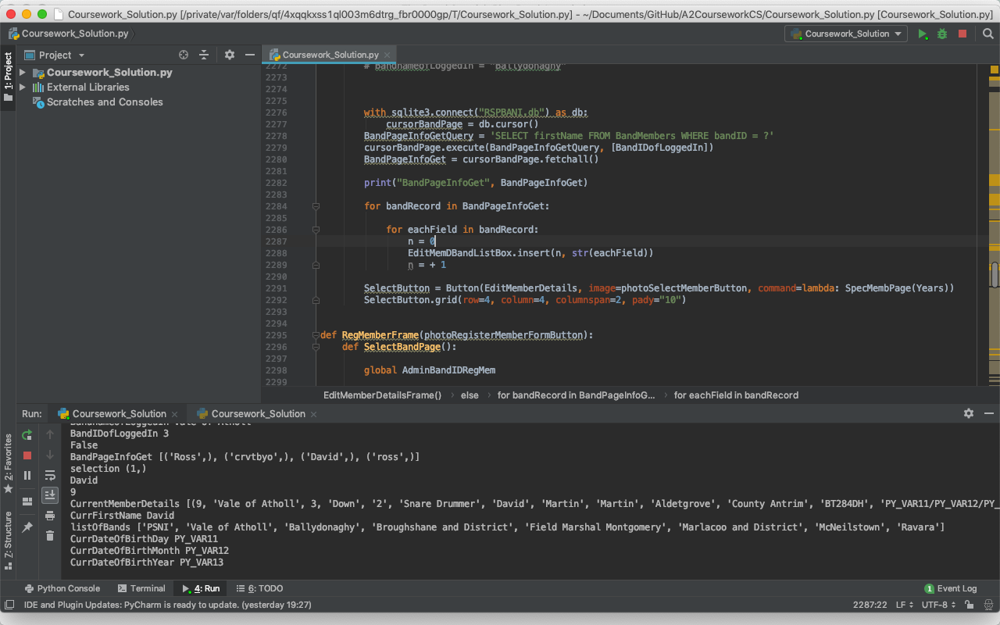 Coursework_Solution.py [/private/var/folders/qf/4xqqkxss1ql003m6dtrg_fbr0000gp/T/Coursework_Solution.py] - ~/Documents/GitHub/A2CourseworkCS/Coursework_Solution.py [Coursework_Solution.py]
Coursework_Solution.py
Coursework_Solution
1: Project
Project
Coursework_Solution.py
Coursework_Solution.py
External Libraries
Scratches and Consoles
2272 # BandnameofLoggedIn = "Ballydonaghy"
2273
2274
2275
2276 with sqlite3.connect("RSPBANI.db") as db:
2277 cursorBandPage = db.cursor()
2278 BandPageInfoGetQuery = 'SELECT firstName FROM BandMembers WHERE bandID = ?'
2279 cursorBandPage.execute(BandPageInfoGetQuery, [BandIDofLoggedIn])
2280 BandPageInfoGet = cursorBandPage.fetchall()
2281
2282 print("BandPageInfoGet", BandPageInfoGet)
2283
2284 for bandRecord in BandPageInfoGet:
2285
2286 for eachField in bandRecord:
2287 n = 0
2288 EditMemDBandListBox.insert(n, str(eachField))
2289 n = + 1
2290
2291 SelectButton = Button(EditMemberDetails, image=photoSelectMemberButton, command=lambda: SpecMembPage(Years))
2292 SelectButton.grid(row=4, column=4, columnspan=2, pady="10")
2293
2294
2295 def RegMemberFrame(photoRegisterMemberFormButton):
2296 def SelectBandPage():
2297
2298 global AdminBandIDRegMem
2299
EditMemberDetailsFrame() › else › for bandRecord in BandPageInfoG... › for eachField in bandRecord
Run: Coursework_Solution Coursework_Solution
BandnameofLoggedIn Vale of Atholl
BandIDofLoggedIn 3
False
BandPageInfoGet [('Ross',), ('crvtbyo',), ('David',), ('ross',)]
selection (1,)
David
9
CurrentMemberDetails [(9, 'Vale of Atholl', 3, 'Down', '2', 'Snare Drummer', 'David', 'Martin', 'Martin', 'Aldetgrove', 'County Antrim', 'BT284DH', 'PY_VAR11/PY_VAR12/PY_
CurrFirstName David
listOfBands ['PSNI', 'Vale of Atholl', 'Ballydonaghy', 'Broughshane and District', 'Field Marshal Montgomery', 'Marlacoo and District', 'McNeilstown', 'Ravara']
CurrDateOfBirthDay PY_VAR11
CurrDateOfBirthMonth PY_VAR12
CurrDateOfBirthYear PY_VAR13
2: Favorites
7: Structure
Python Console Terminal 4: Run 6: TODO 1 Event Log
IDE and Plugin Updates: PyCharm is ready to update. (yesterday 19:27) 2287:22 LF UTF-8